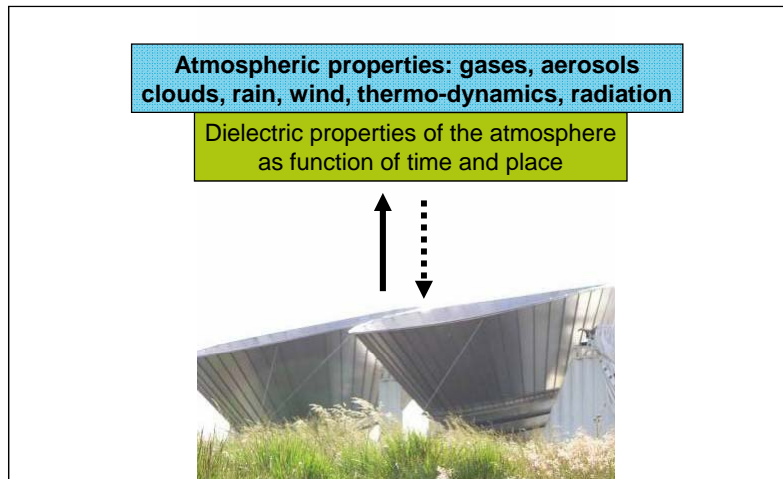 Atmospheric properties: gases, aerosols
clouds, rain, wind, thermo-dynamics, radiation
Dielectric properties of the atmosphere
as function of time and place